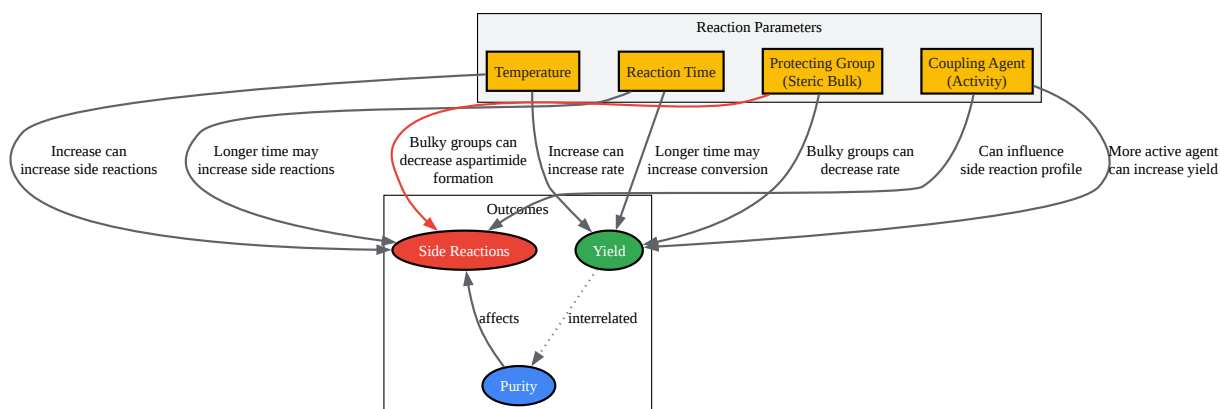 Reaction Parameters
Temperature
Reaction Time
Protecting Group
(Steric Bulk)
Coupling Agent
(Activity)
Increase can
increase side reactions
Longer time may
increase side reactions
Bulky groups can
decrease aspartimide
formation
Increase can
increase rate
Longer time may
increase conversion
Bulky groups can
decrease rate
Can influence
side reaction profile
More active agent
can increase yield
Outcomes
Side Reactions
Yield
affects
interrelated
Purity